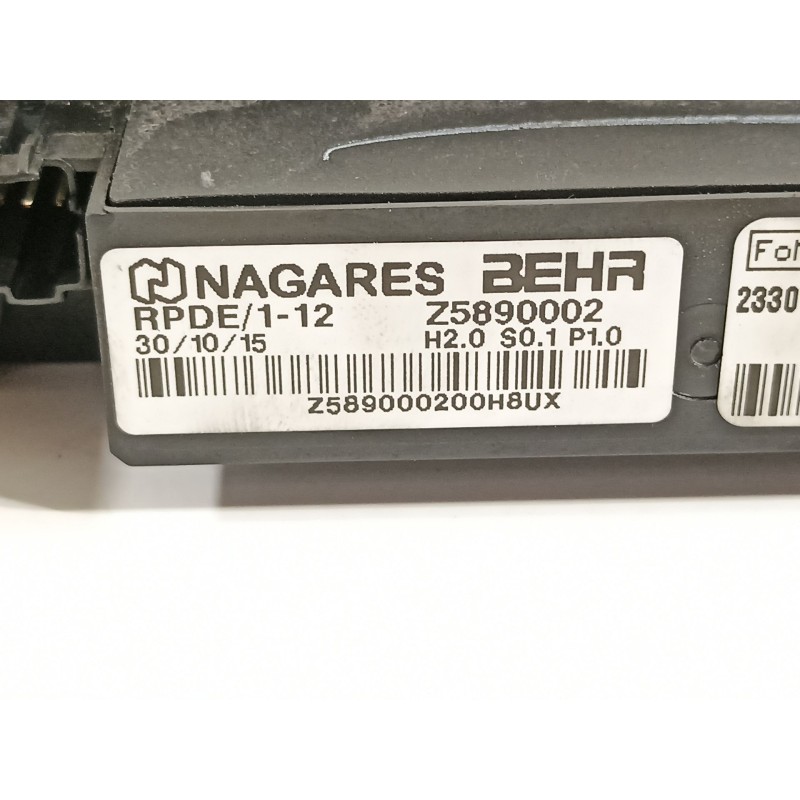 NAGARES BEHR
RPDE/1-12 Z5890002
30/10/15 H2.0 S0.1 P1.0
Z589000200H8UX
2330